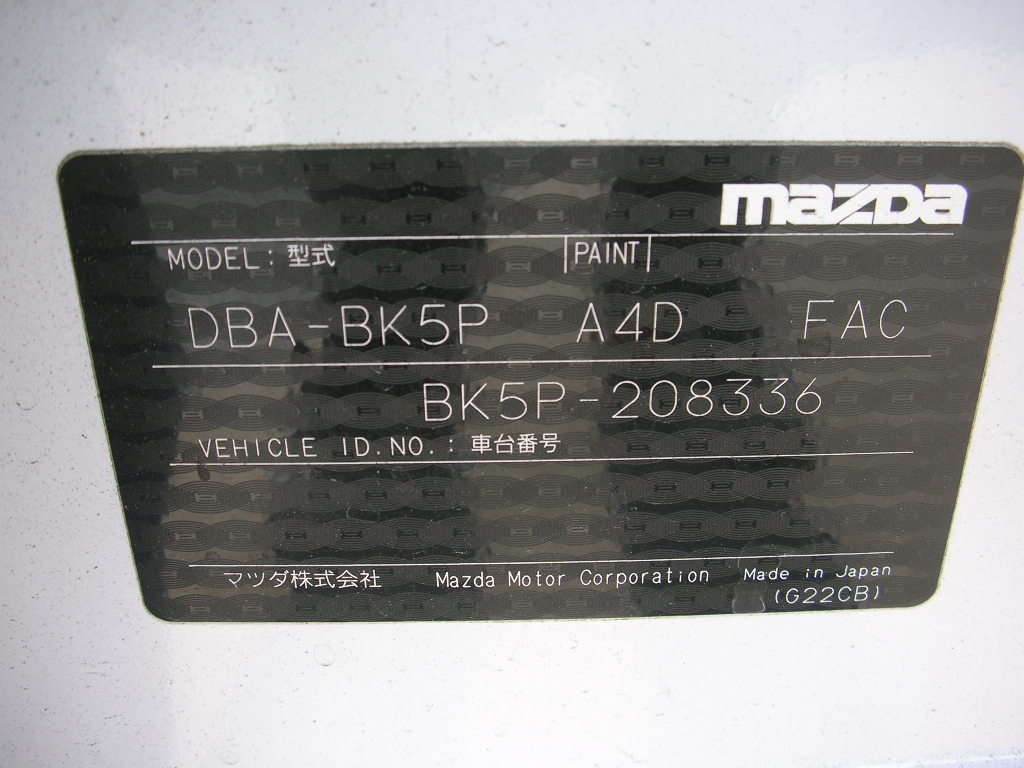 mazda
MODEL: 型式 PAINT
DBA-BK5P A4D FAC
BK5P-208336
VEHICLE ID.NO.: 車台番号
マツダ株式会社 Mazda Motor Corporation Made in Japan
(G22CB)